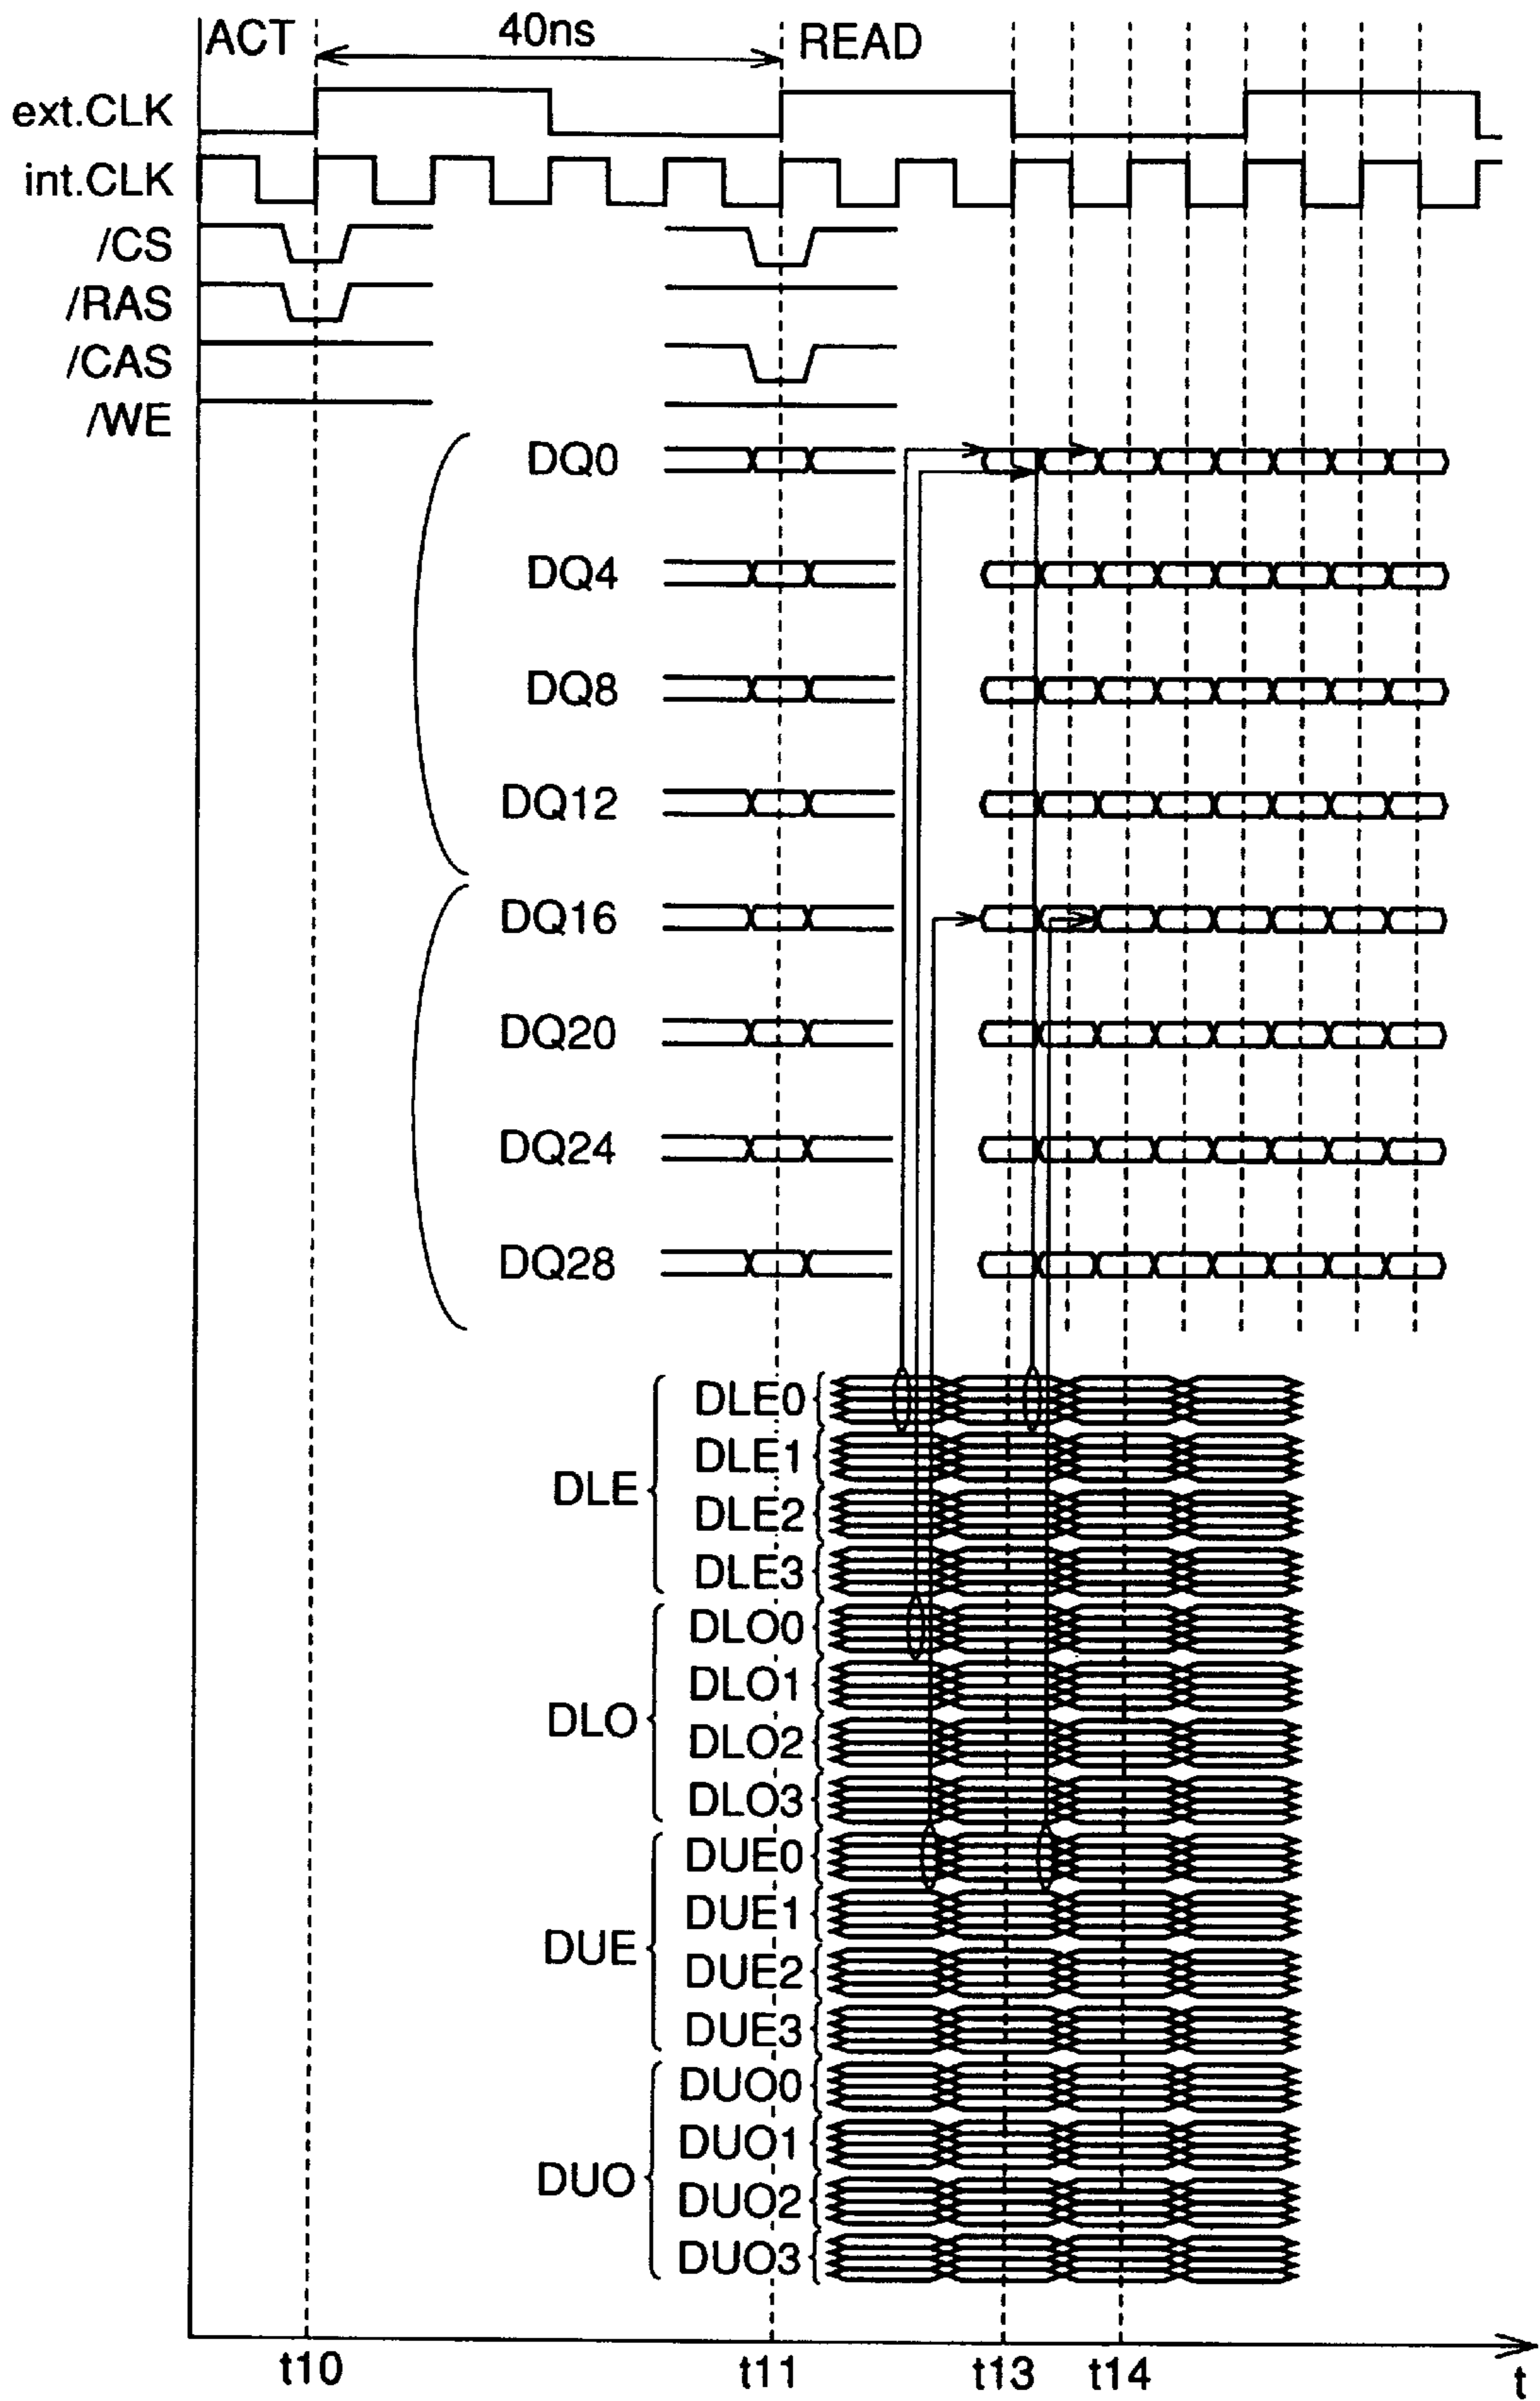 ACT 40ns READ
ext.CLK
int.CLK
/CS
/RAS
/CAS
/WE
DQ0
DQ4
DQ8
DQ12
DQ16
DQ20
DQ24
DQ28
DLE0
DLE1
DLE
DLE2
DLE3
DLO0
DLO1
DLO
DLO2
DLO3
DUE0
DUE1
DUE
DUE2
DUE3
DUO0
DUO1
DUO
DUO2
DUO3
t10 t11 t13 t14 t